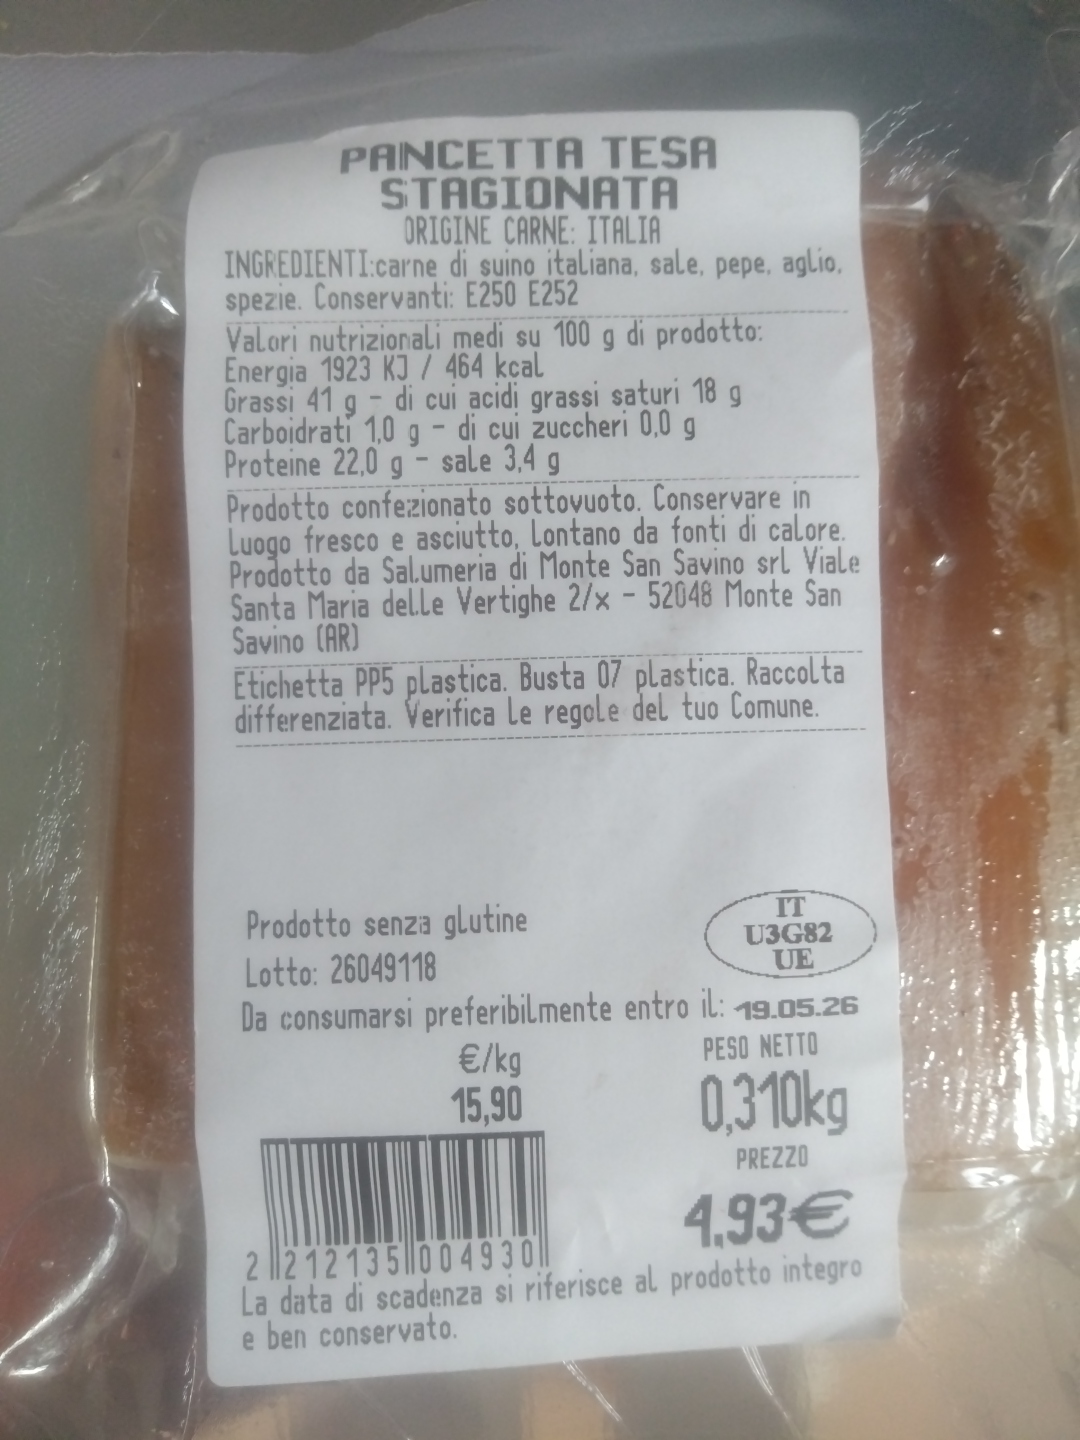 PANCETTA TESA
STAGIONATA
ORIGINE CARNE: ITALIA
INGREDIENTI:carne di suino italiana, sale, pepe, aglio,
spezie. Conservanti: E250 E252
Valori nutrizionali medi su 100 g di prodotto:
Energia 1923 KJ / 464 kcal
Grassi 41 g - di cui acidi grassi saturi 18 g
Carboidrati 1,0 g - di cui zuccheri 0,0 g
Proteine 22,0 g - sale 3,4 g
Prodotto confezionato sottovuoto. Conservare in
Luogo fresco e asciutto, Lontano da fonti di calore.
Prodotto da Salumeria di Monte San Savino srl Viale
Santa Maria delle Vertighe 2/x - 52048 Monte San
Savino (AR)
Etichetta PP5 plastica. Busta 07 plastica. Raccolta
differenziata. Verifica le regole del tuo Comune.
Prodotto senza glutine
IT
U3G82
UE
Lotto: 26049118
Da consumarsi preferibilmente entro il: 19.05.26
€/kg
15,90
PESO NETTO
0,310kg
PREZZO
4.93€
2 212135 004930
La data di scadenza si riferisce al prodotto integro
e ben conservato.